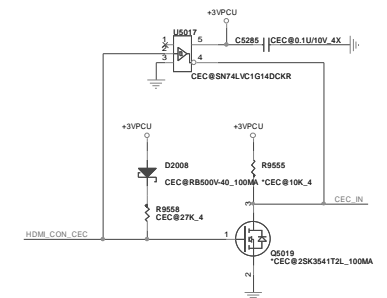 +3VPCU
U5017
1
2
3
5
4
C5285
CEC@0.1U/10V_4X
CEC@SN74LVC1G14DCKR
+3VPCU
+3VPCU
D2008
R9555
CEC@RB500V-40_100MA
*CEC@10K_4
R9558
CEC@27K_4
CEC_IN
3
HDMI_CON_CEC
1
Q5019
*CEC@2SK3541T2L_100MA
2